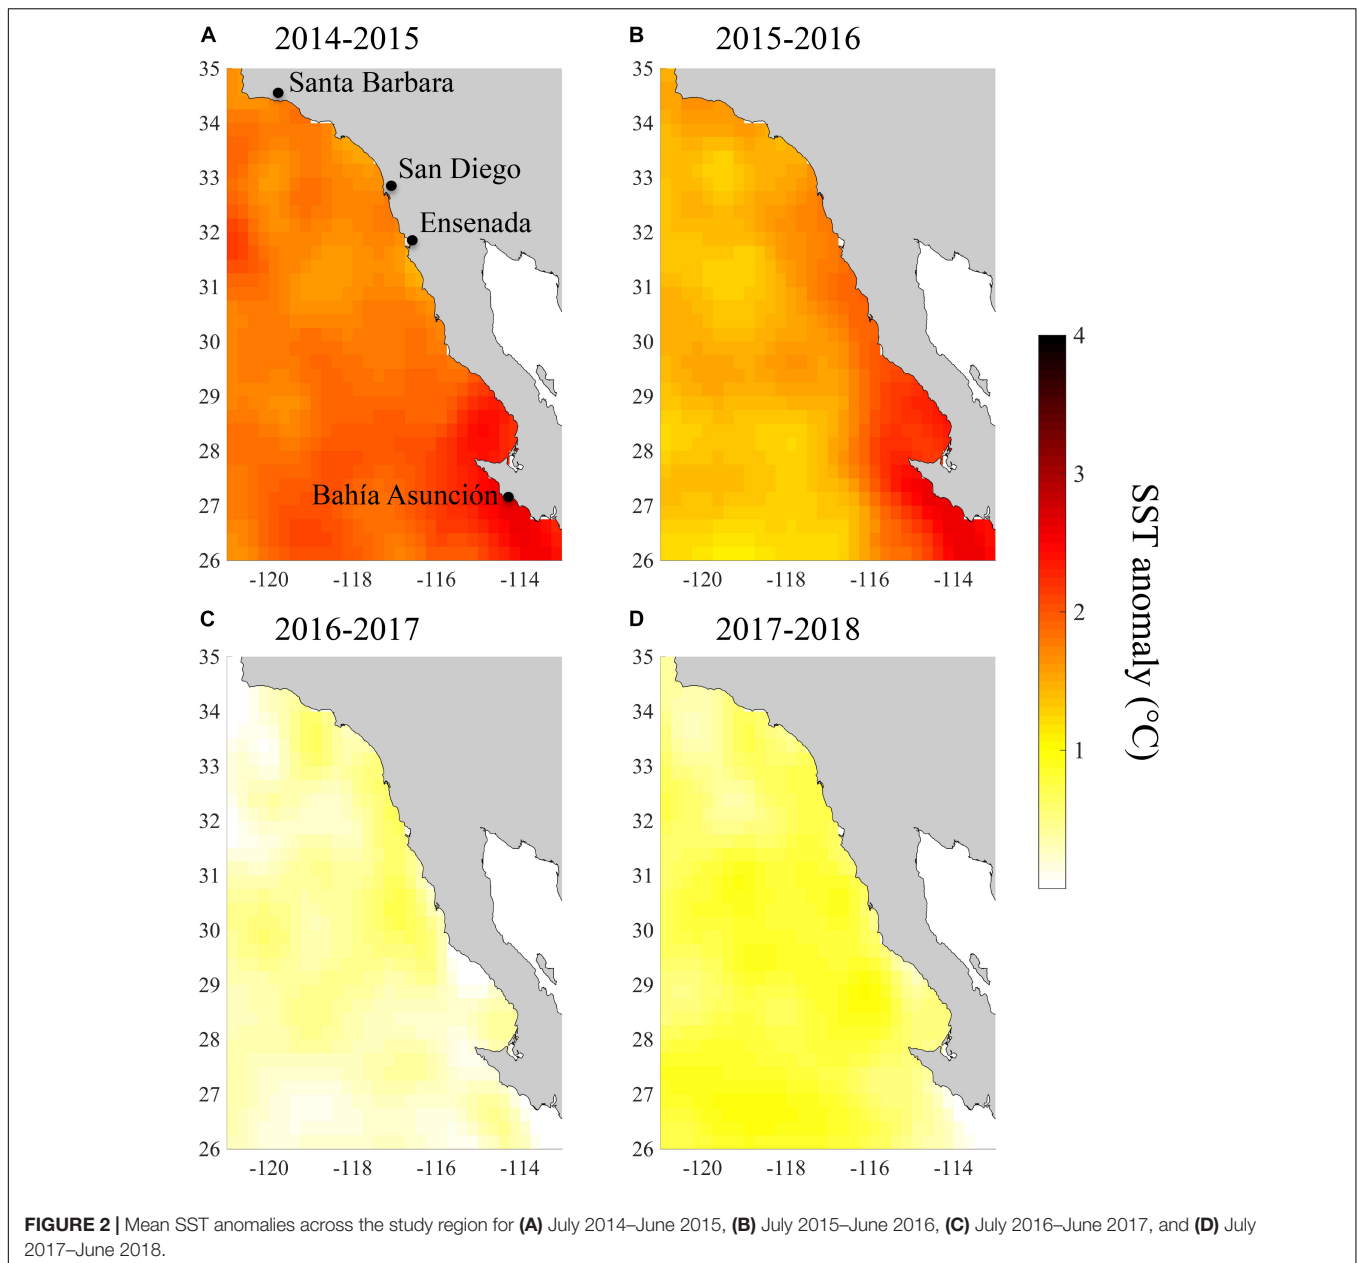 A 2014-2015
35
34
33
32
31
30
29
28
27
26
-120 -118 -116 -114
Santa Barbara
San Diego
Ensenada
Bahía Asunción
B 2015-2016
35
34
33
32
31
30
29
28
27
26
-120 -118 -116 -114
C 2016-2017
35
34
33
32
31
30
29
28
27
26
-120 -118 -116 -114
D 2017-2018
35
34
33
32
31
30
29
28
27
26
-120 -118 -116 -114
4
3
2
1
SST anomaly (°C)
FIGURE 2 | Mean SST anomalies across the study region for (A) July 2014–June 2015, (B) July 2015–June 2016, (C) July 2016–June 2017, and (D) July
2017–June 2018.